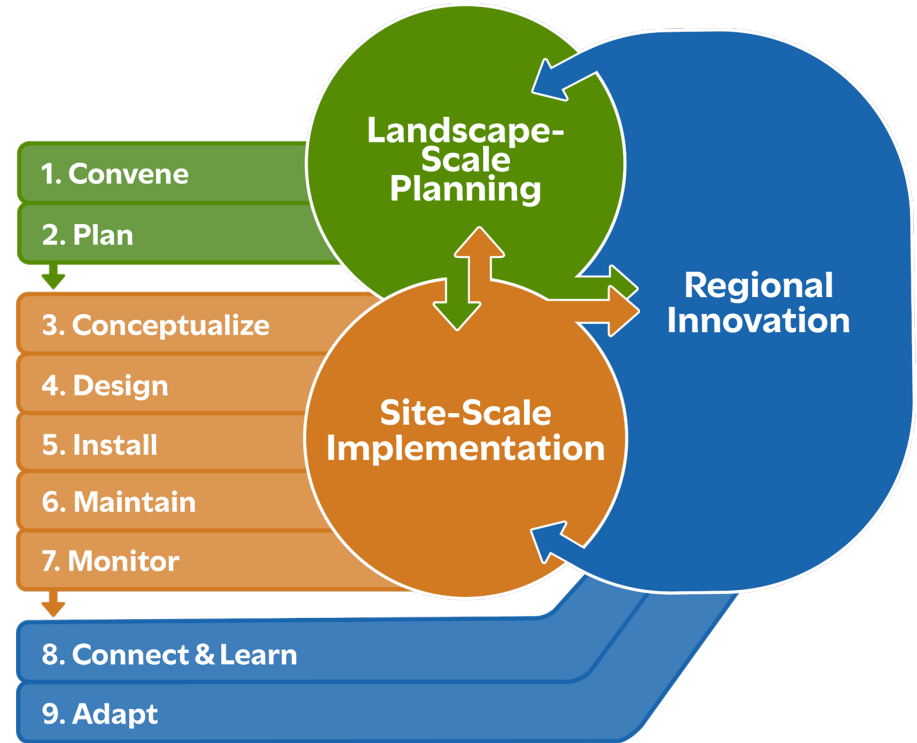 Landscape-
Scale
Planning
1. Convene
2. Plan
Regional
Innovation
3. Conceptualize
4. Design
5. Install
6. Maintain
7. Monitor
Site-Scale
Implementation
8. Connect & Learn
9. Adapt